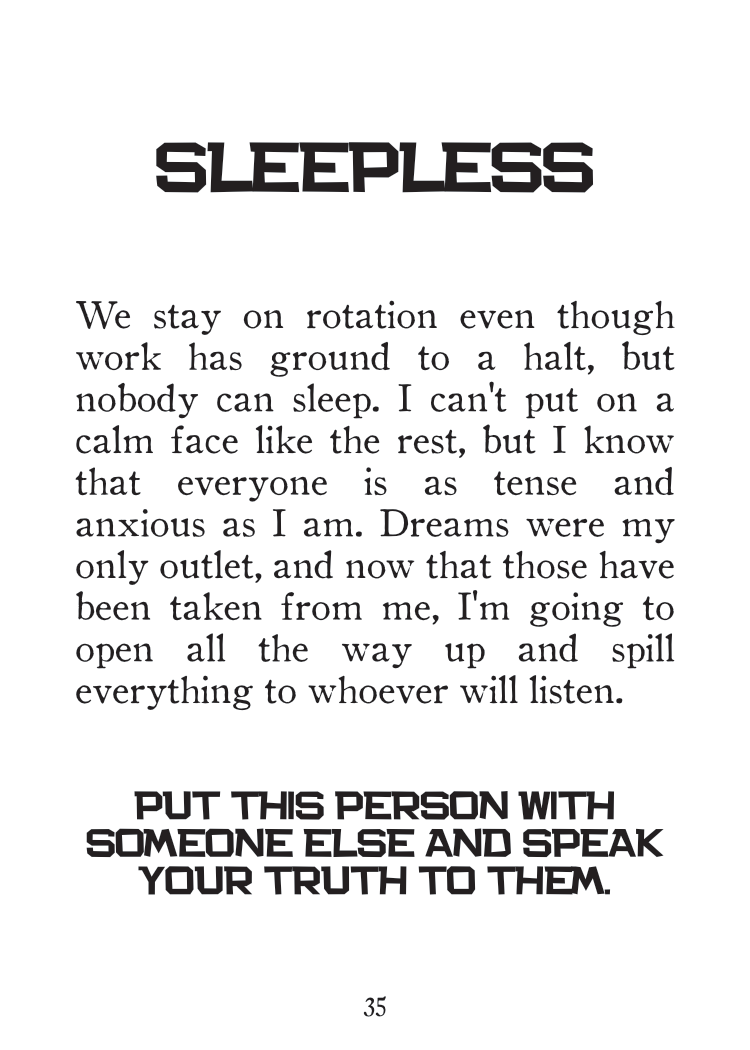 SLEEPLESS
We stay on rotation even though
work has ground to a halt, but
nobody can sleep. I can't put on a
calm face like the rest, but I know
that everyone is as tense and
anxious as I am. Dreams were my
only outlet, and now that those have
been taken from me, I'm going to
open all the way up and spill
everything to whoever will listen.
PUT THIS PERSON WITH
SOMEONE ELSE AND SPEAK
YOUR TRUTH TO THEM.
35